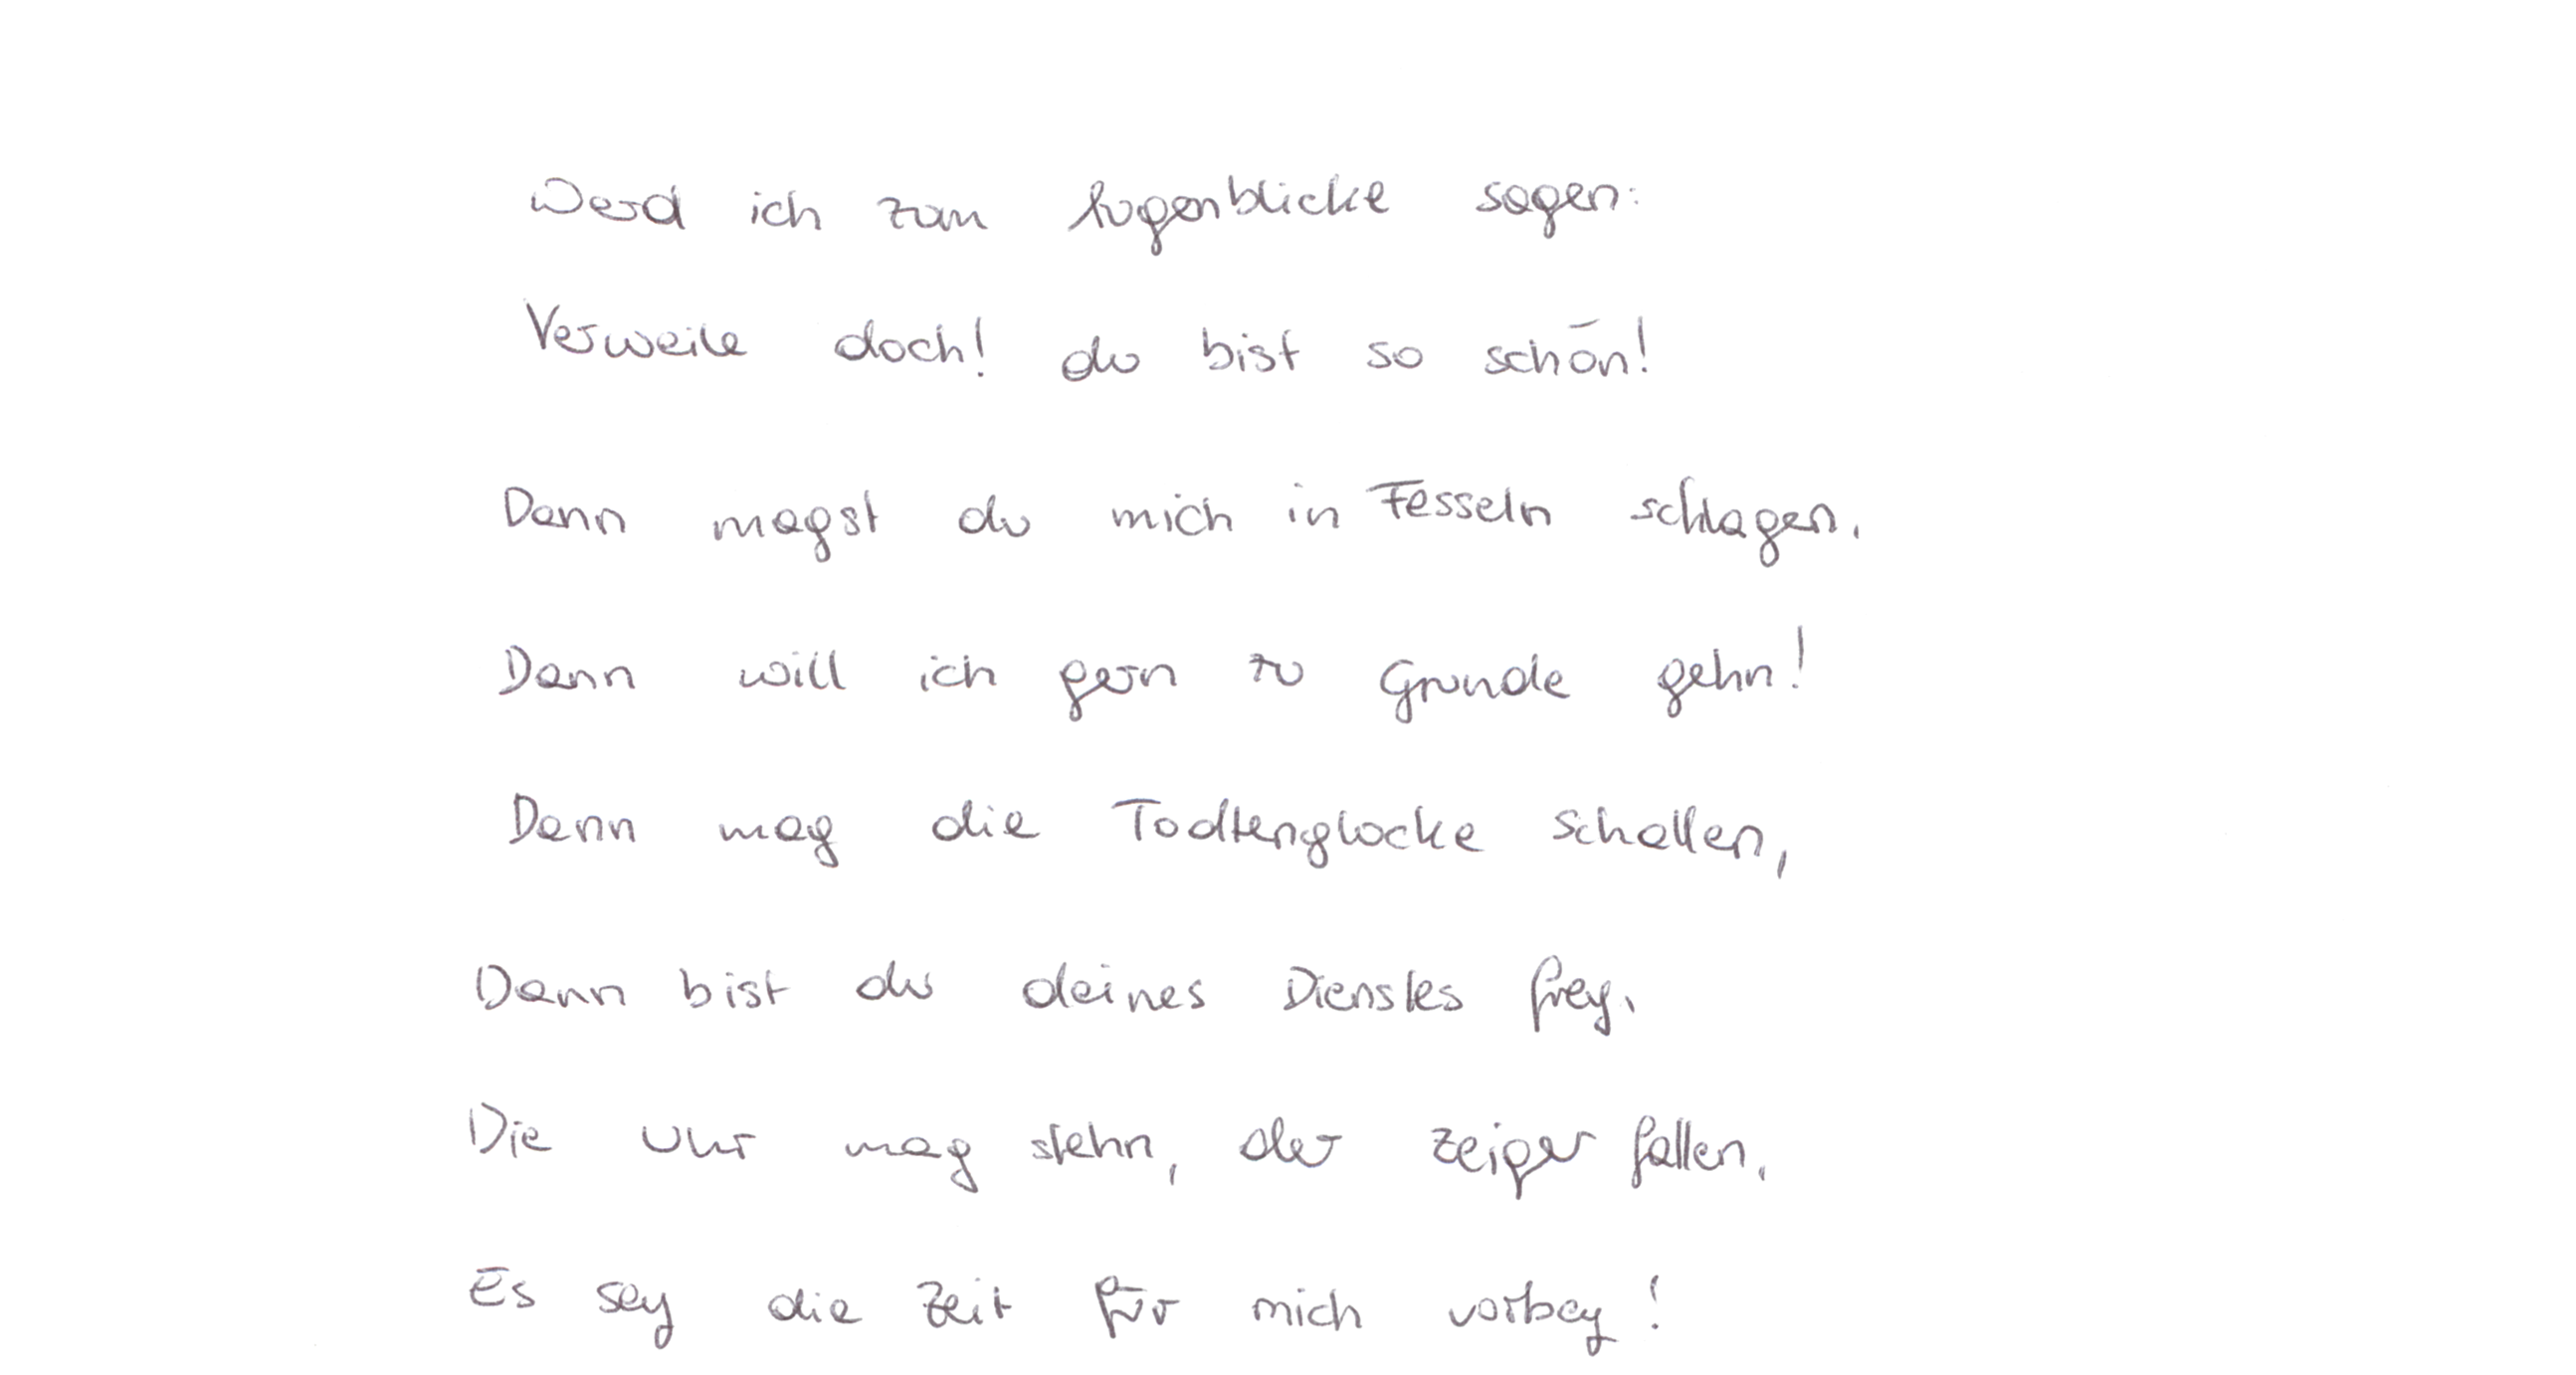 Werd ich zum Augenblicke sagen:
Verweile doch! du bist so schön!
Dann magst du mich in Fesseln schlagen,
Dann will ich gern zu Grunde gehn!
Dann mag die Todtenglocke schallen,
Dann bist du deines Dienstes frey,
Die Uhr mag stehn, der Zeiger fallen,
Es sey die Zeit für mich vorbey!